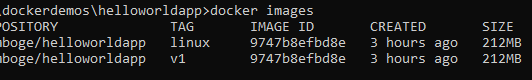 \dockerdemos\helloworldapp>docker images
POSITORY TAG IMAGE ID CREATED SIZE
mboge/helloworldapp linux 9747b8efbd8e 3 hours ago 212MB
mboge/helloworldapp v1 9747b8efbd8e 3 hours ago 212MB